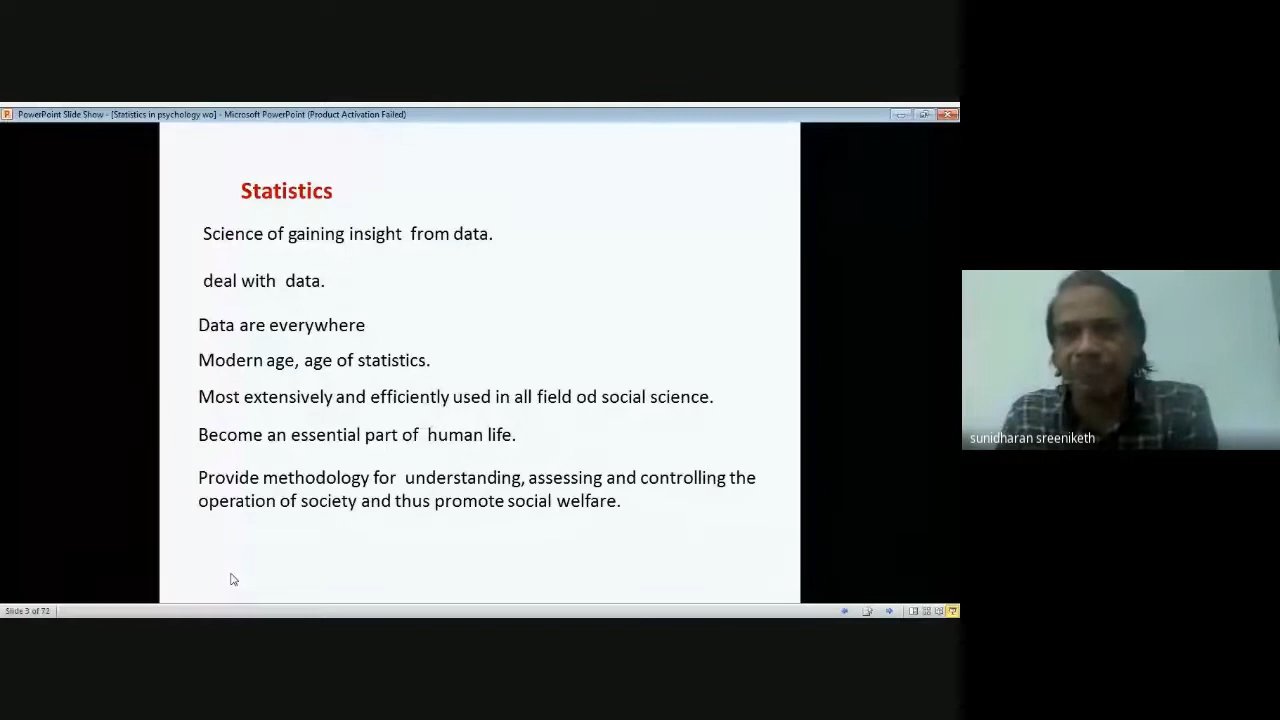 PowerPoint Slide Show - [Statistics in psychology wo] - Microsoft PowerPoint (Product Activation Failed)
Statistics
Science of gaining insight from data.
deal with data.
Data are everywhere
Modern age, age of statistics.
Most extensively and efficiently used in all field od social science.
Become an essential part of human life.
Provide methodology for understanding, assessing and controlling the
operation of society and thus promote social welfare.
sunidharan sreeniketh
Slide 3 of 72